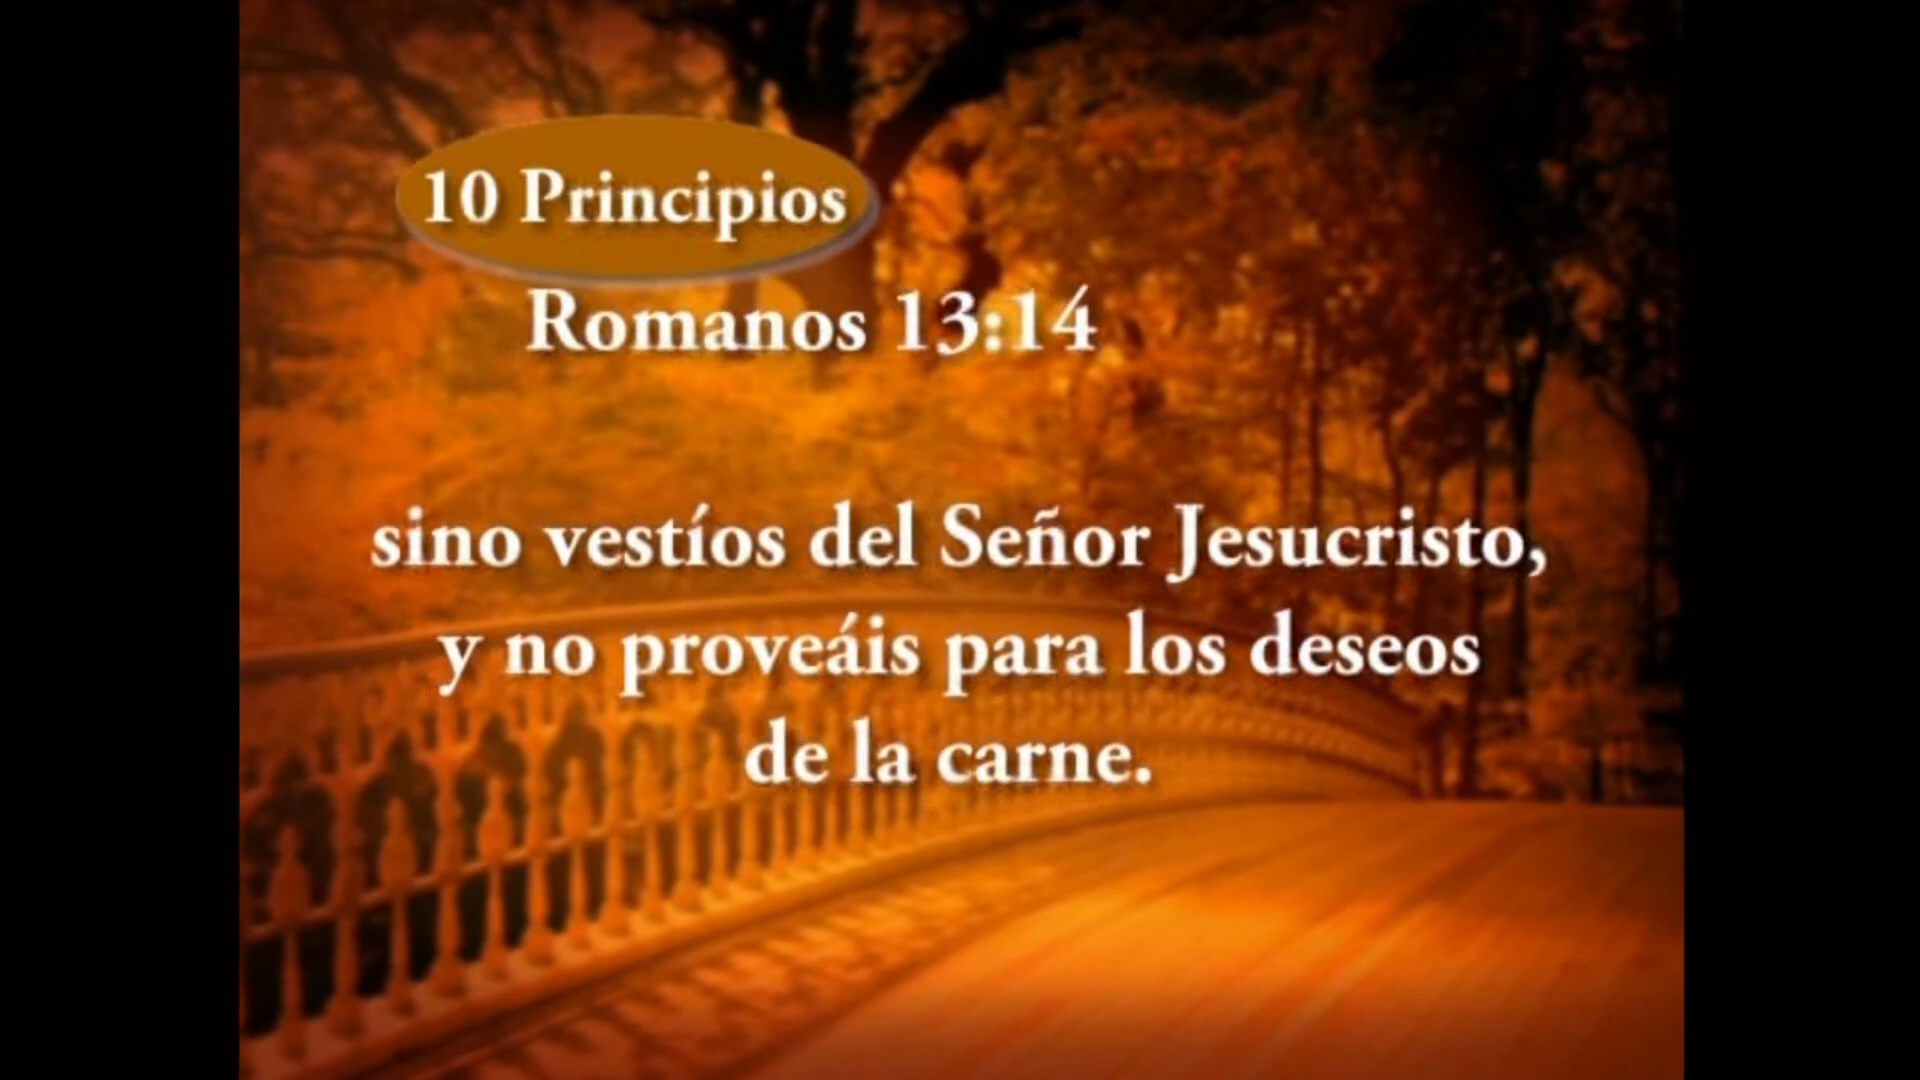 10 Principios
Romanos 13:14
sino vestíos del Señor Jesucristo,
y no proveáis para los deseos
de la carne.